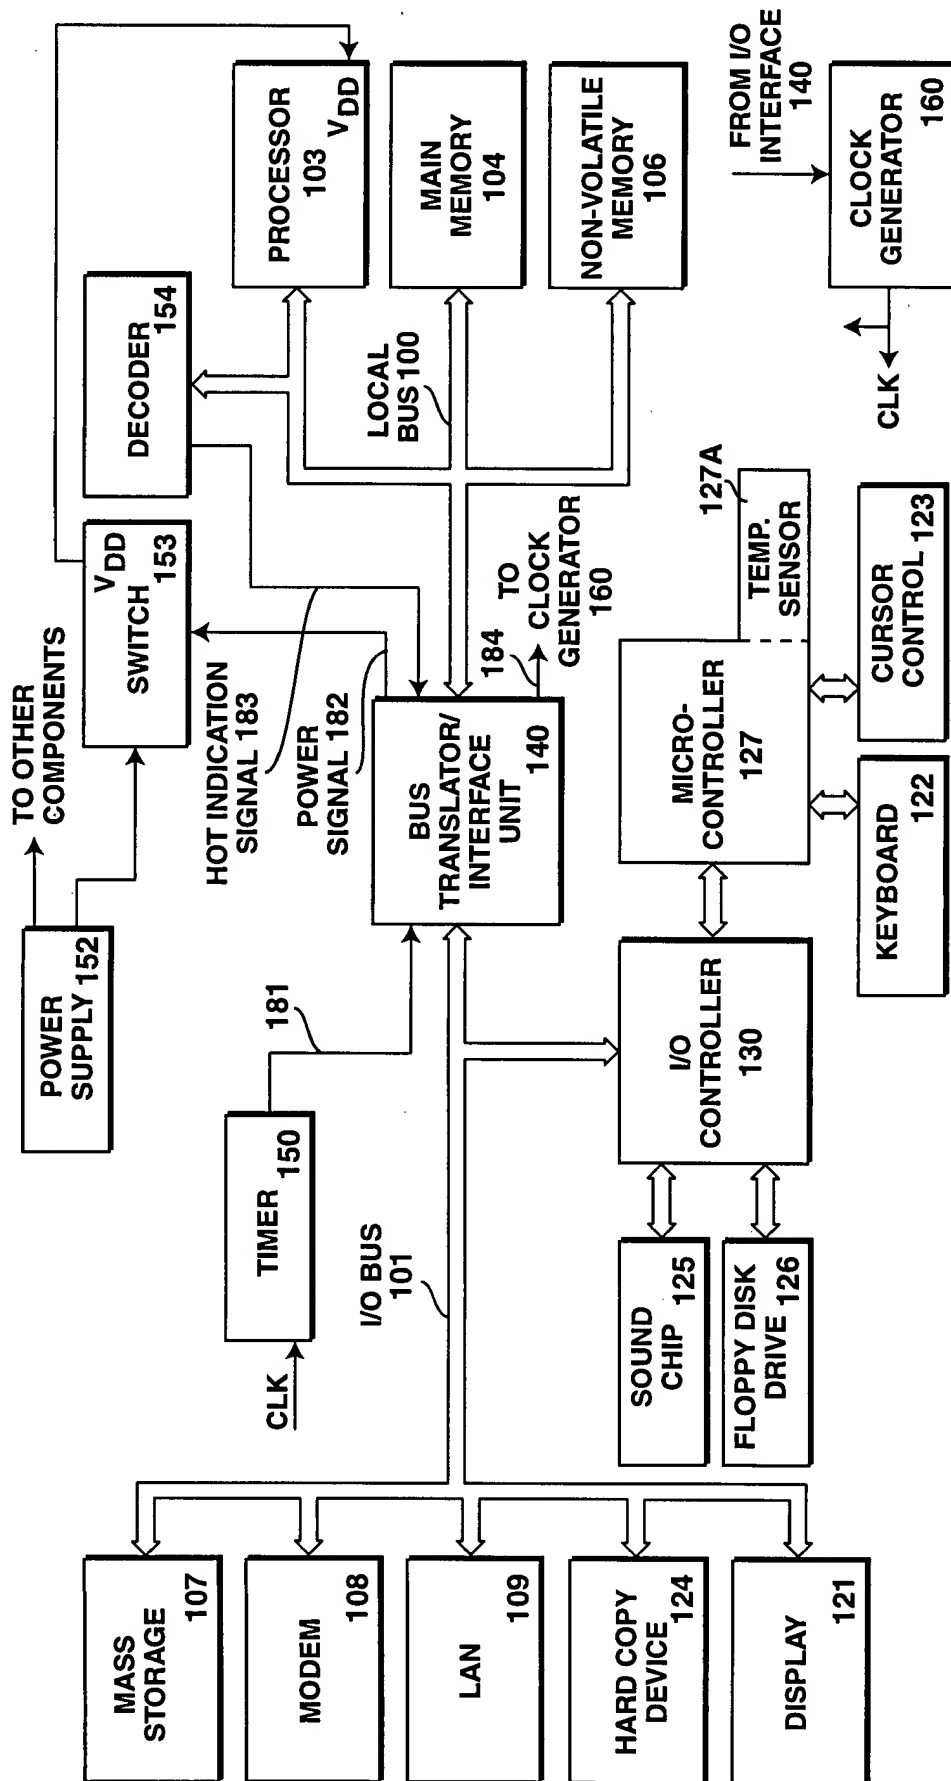 POWER
SUPPLY 152
TO OTHER
COMPONENTS
VDD
SWITCH
153
DECODER
154
PROCESSOR
103 VDD
MAIN
MEMORY
104
NON-VOLATILE
MEMORY
106
LOCAL
BUS 100
HOT INDICATION
SIGNAL 183
POWER
SIGNAL 182
TIMER
150
CLK
181
BUS
TRANSLATOR/
INTERFACE
UNIT
140
184
TO
CLOCK
GENERATOR
160
I/O BUS
101
MASS
STORAGE
107
MODEM
108
LAN
109
HARD COPY
DEVICE
124
DISPLAY
121
SOUND
CHIP
125
FLOPPY DISK
DRIVE 126
I/O
CONTROLLER
130
MICRO-
CONTROLLER
127
TEMP.
SENSOR
127A
KEYBOARD
122
CURSOR
CONTROL
123
FROM I/O
INTERFACE
140
CLOCK
GENERATOR
160
CLK